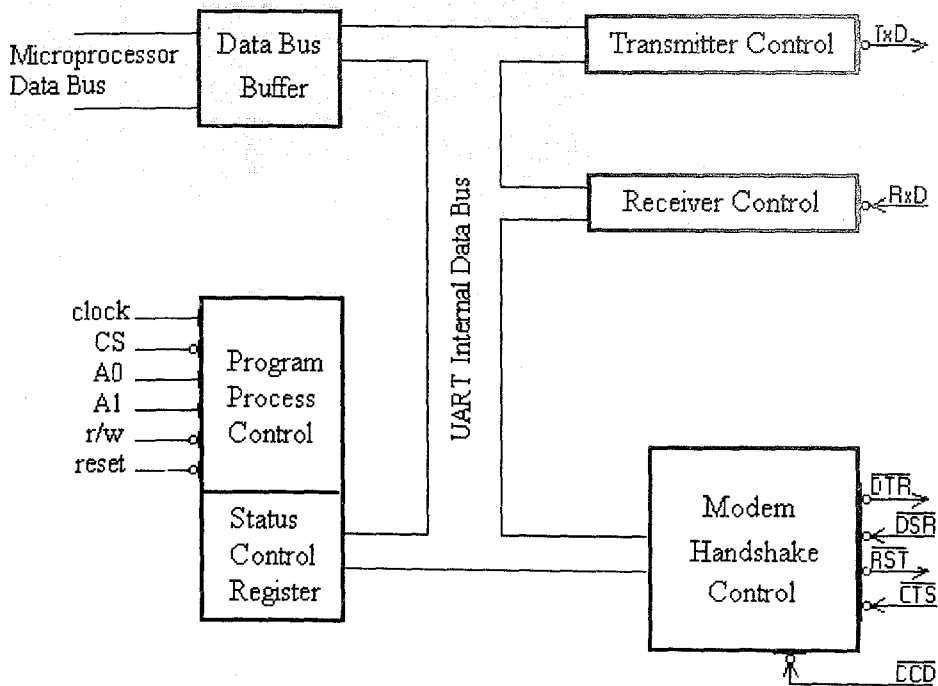 Microprocessor
Data Bus
Data Bus
Buffer
Transmitter Control
TxD
Receiver Control
RxD
UART Internal Data Bus
clock
CS
A0
A1
r/w
reset
Program
Process
Control
Status
Control
Register
Modem
Handshake
Control
DTR
DSR
RST
CTS
DCD